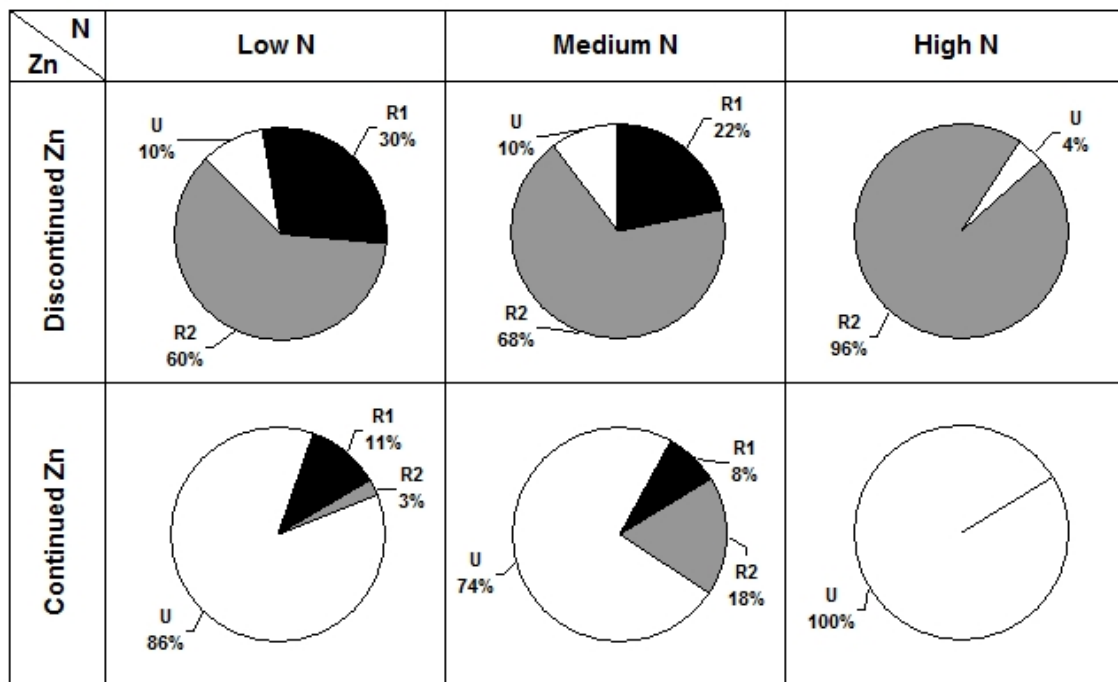 N
Zn
Low N
Medium N
High N
Discontinued Zn
U
10%
R1
30%
R2
60%
U
10%
R1
22%
R2
68%
U
4%
R2
96%
Continued Zn
R1
11%
R2
3%
U
86%
R1
8%
U
74%
R2
18%
U
100%